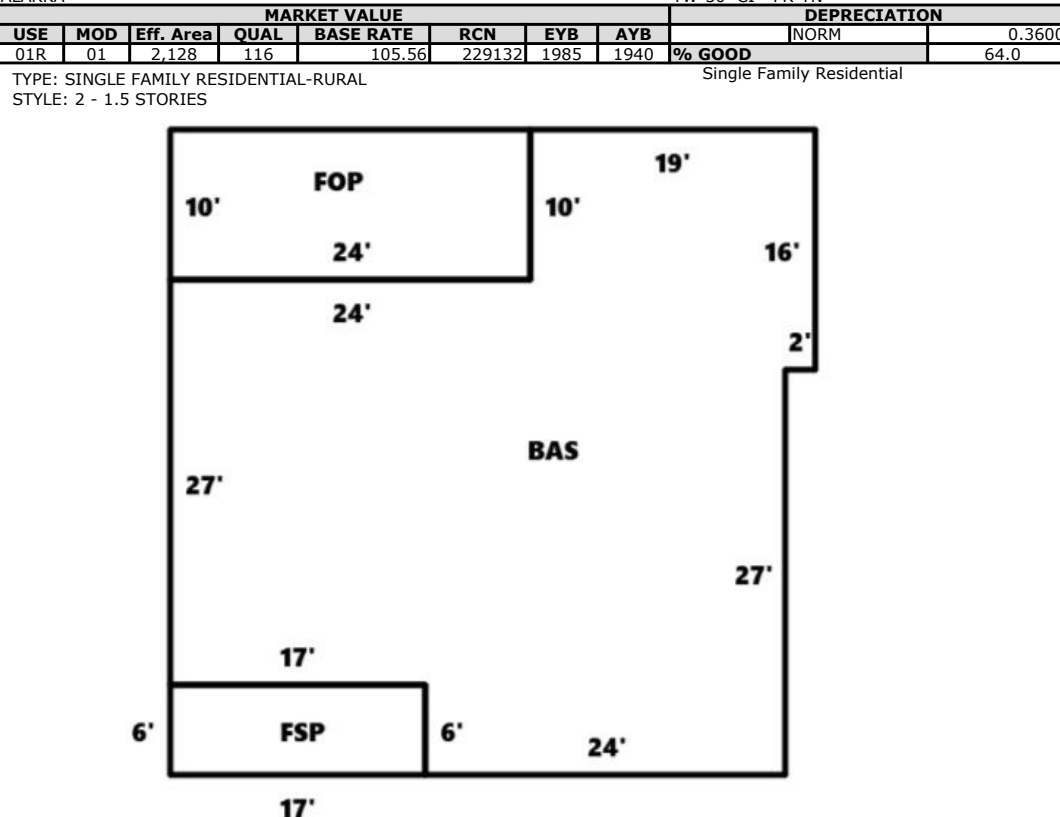 MARKET VALUE DEPRECIATION
USE MOD Eff. Area QUAL BASE RATE RCN EYB AYB NORM 0.3600
01R 01 2,128 116 105.56 229132 1985 1940 % GOOD 64.0
TYPE: SINGLE FAMILY RESIDENTIAL-RURAL Single Family Residential
STYLE: 2 - 1.5 STORIES
19'
FOP
10' 10'
24' 16'
24'
2'
BAS
27'
27'
17'
6' FSP 6'
24'
17'